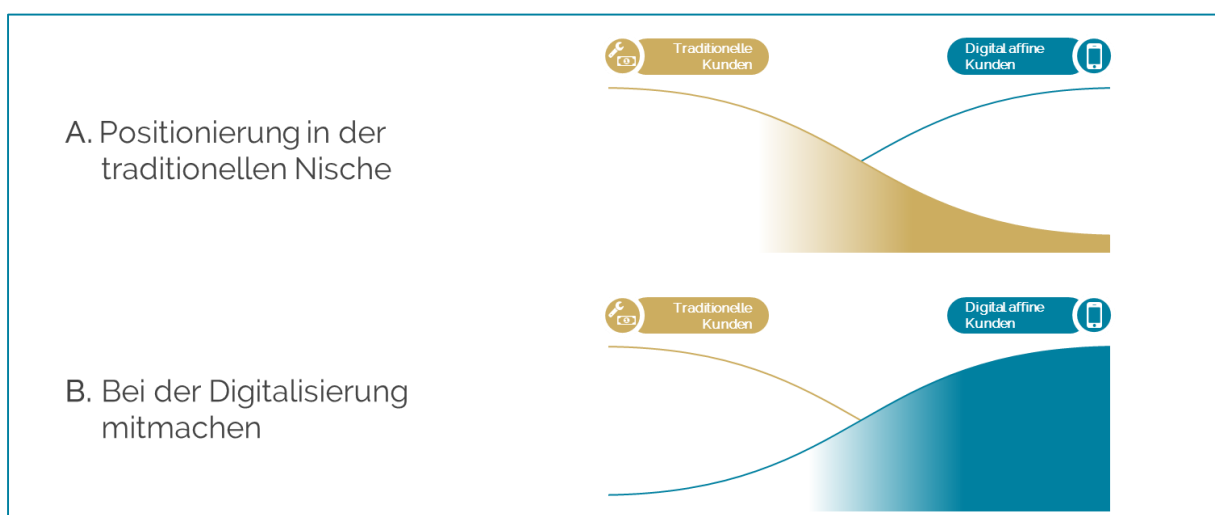 A. Positionierung in der
traditionellen Nische
Traditionelle
Kunden
Digital affine
Kunden
B. Bei der Digitalisierung
mitmachen
Traditionelle
Kunden
Digital affine
Kunden